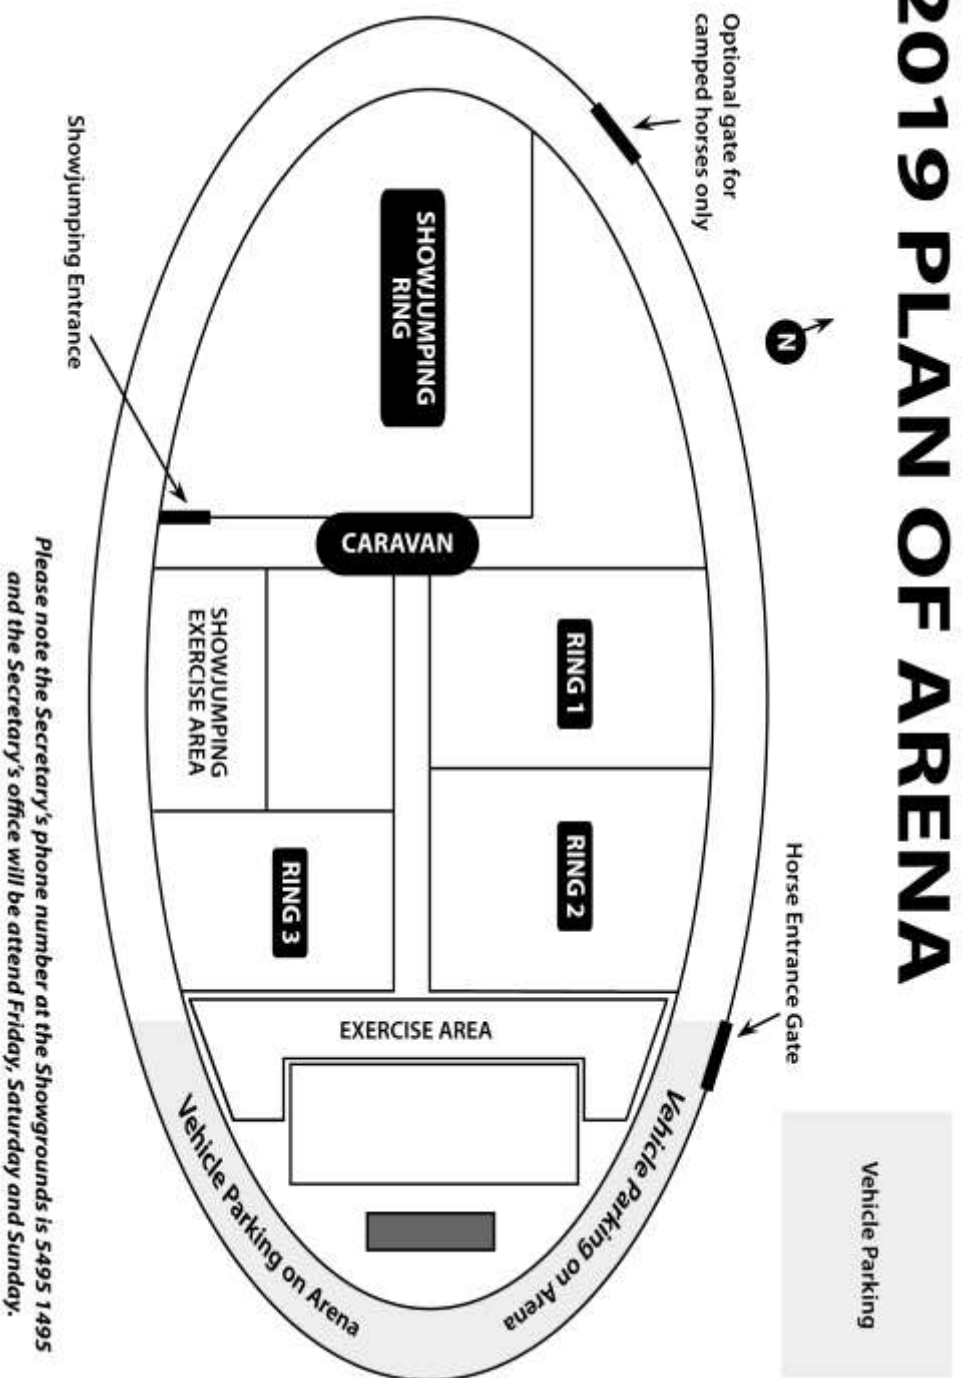 2019 PLAN OF ARENA
Optional gate for
camped horses only
N
Horse Entrance Gate
Vehicle Parking
SHOWJUMPING
RING
CARAVAN
RING 1
RING 2
RING 3
SHOWJUMPING
EXERCISE AREA
EXERCISE AREA
Vehicle Parking on Arena
Vehicle Parking on Arena
Showjumping Entrance
Please note the Secretary's phone number at the Showgrounds is 5495 1495
and the Secretary's office will be attend Friday, Saturday and Sunday.